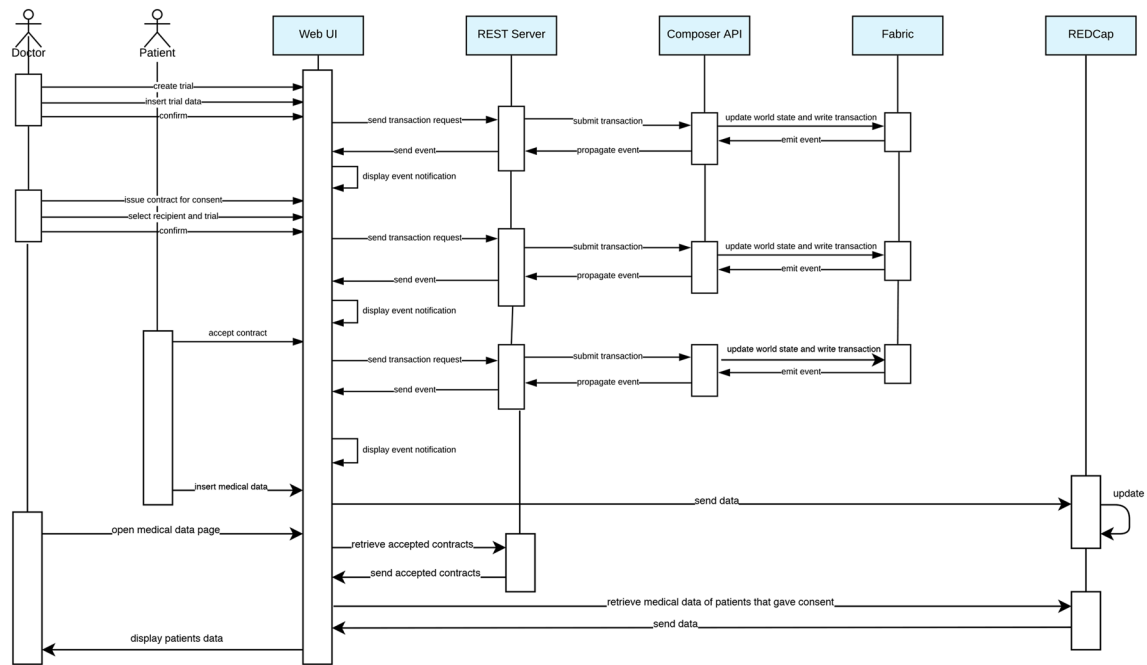 Doctor
Patient
Web UI
REST Server
Composer API
Fabric
REDCap
create trial
insert trial data
confirm
send transaction request
submit transaction
update world state and write transaction
emit event
propagate event
send event
display event notification
issue contract for consent
select recipient and trial
confirm
send transaction request
submit transaction
update world state and write transaction
emit event
propagate event
send event
display event notification
accept contract
send transaction request
submit transaction
update world state and write transaction
emit event
propagate event
send event
display event notification
insert medical data
send data
update
open medical data page
retrieve accepted contracts
send accepted contracts
retrieve medical data of patients that gave consent
send data
display patients data